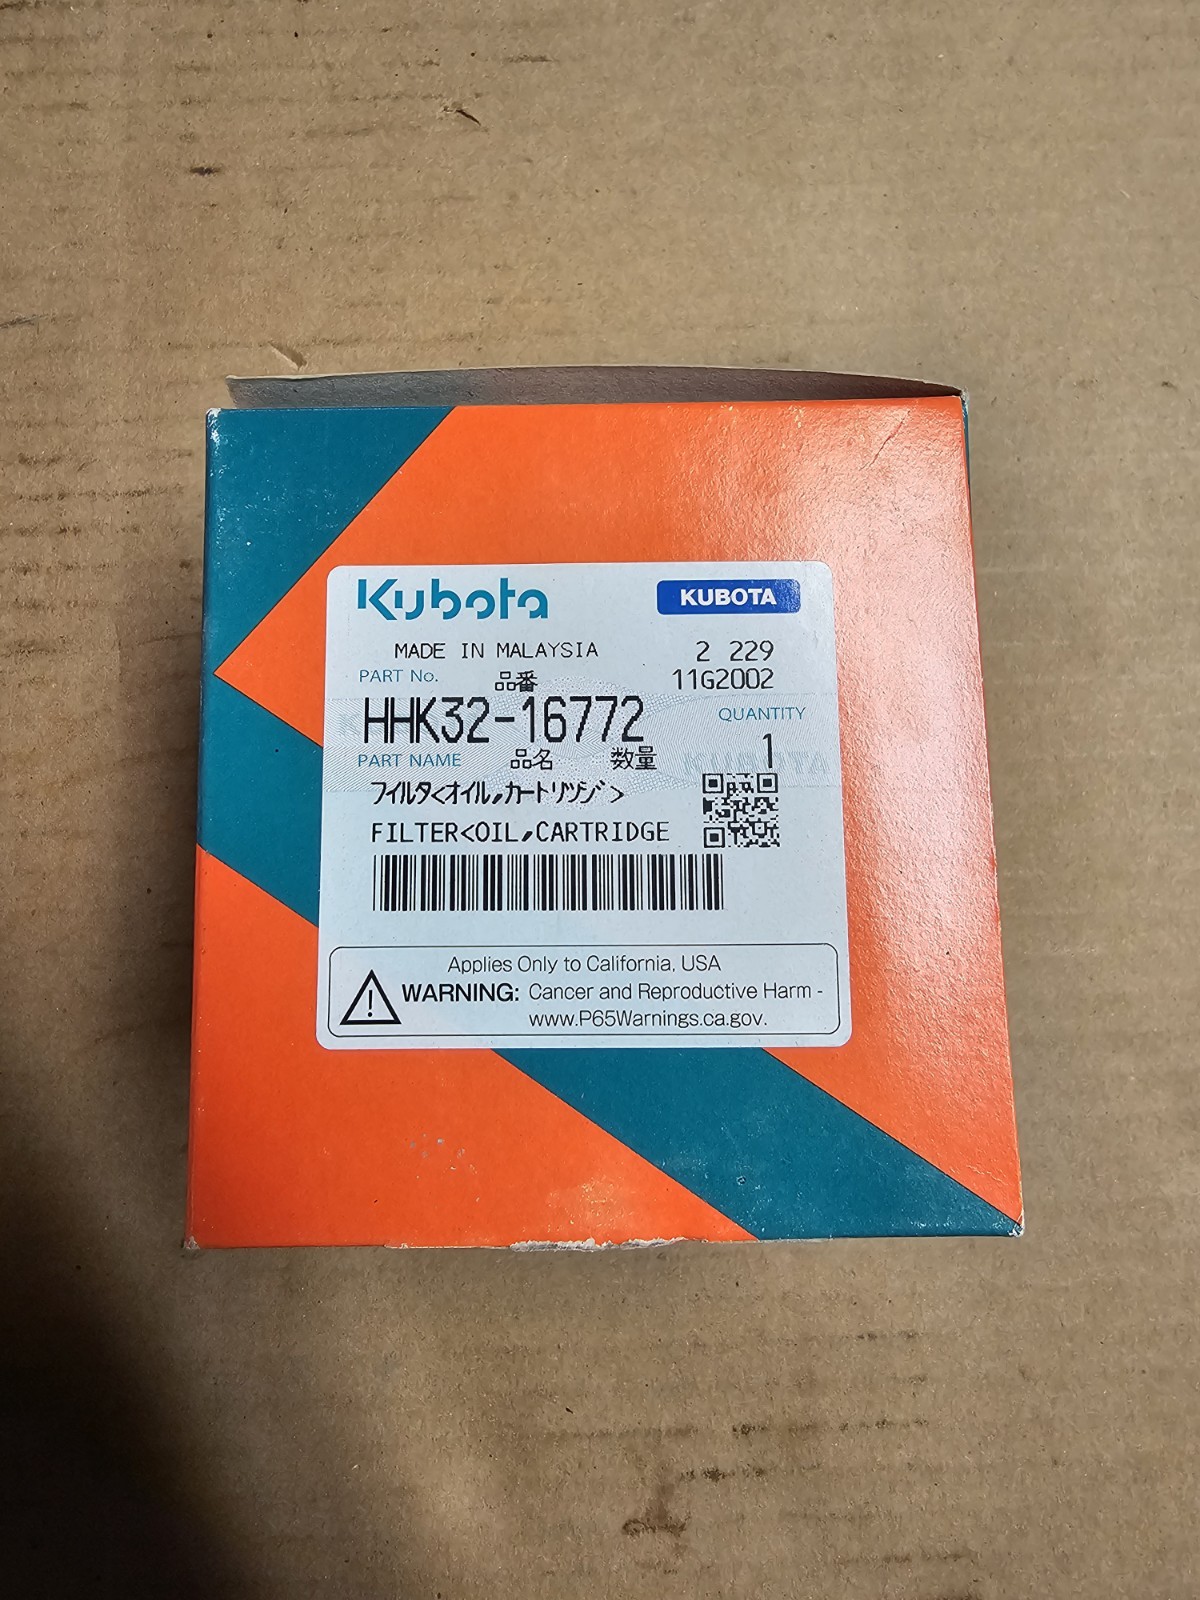 Kubota
KUBOTA
MADE IN MALAYSIA 2 229
PART No. 品番 11G2002
HHK32-16772 QUANTITY
PART NAME 品名 数量 1
フイルタ<オイル,カートリツジ>
FILTER<OIL,CARTRIDGE
Applies Only to California, USA
WARNING: Cancer and Reproductive Harm -
www.P65Warnings.ca.gov.